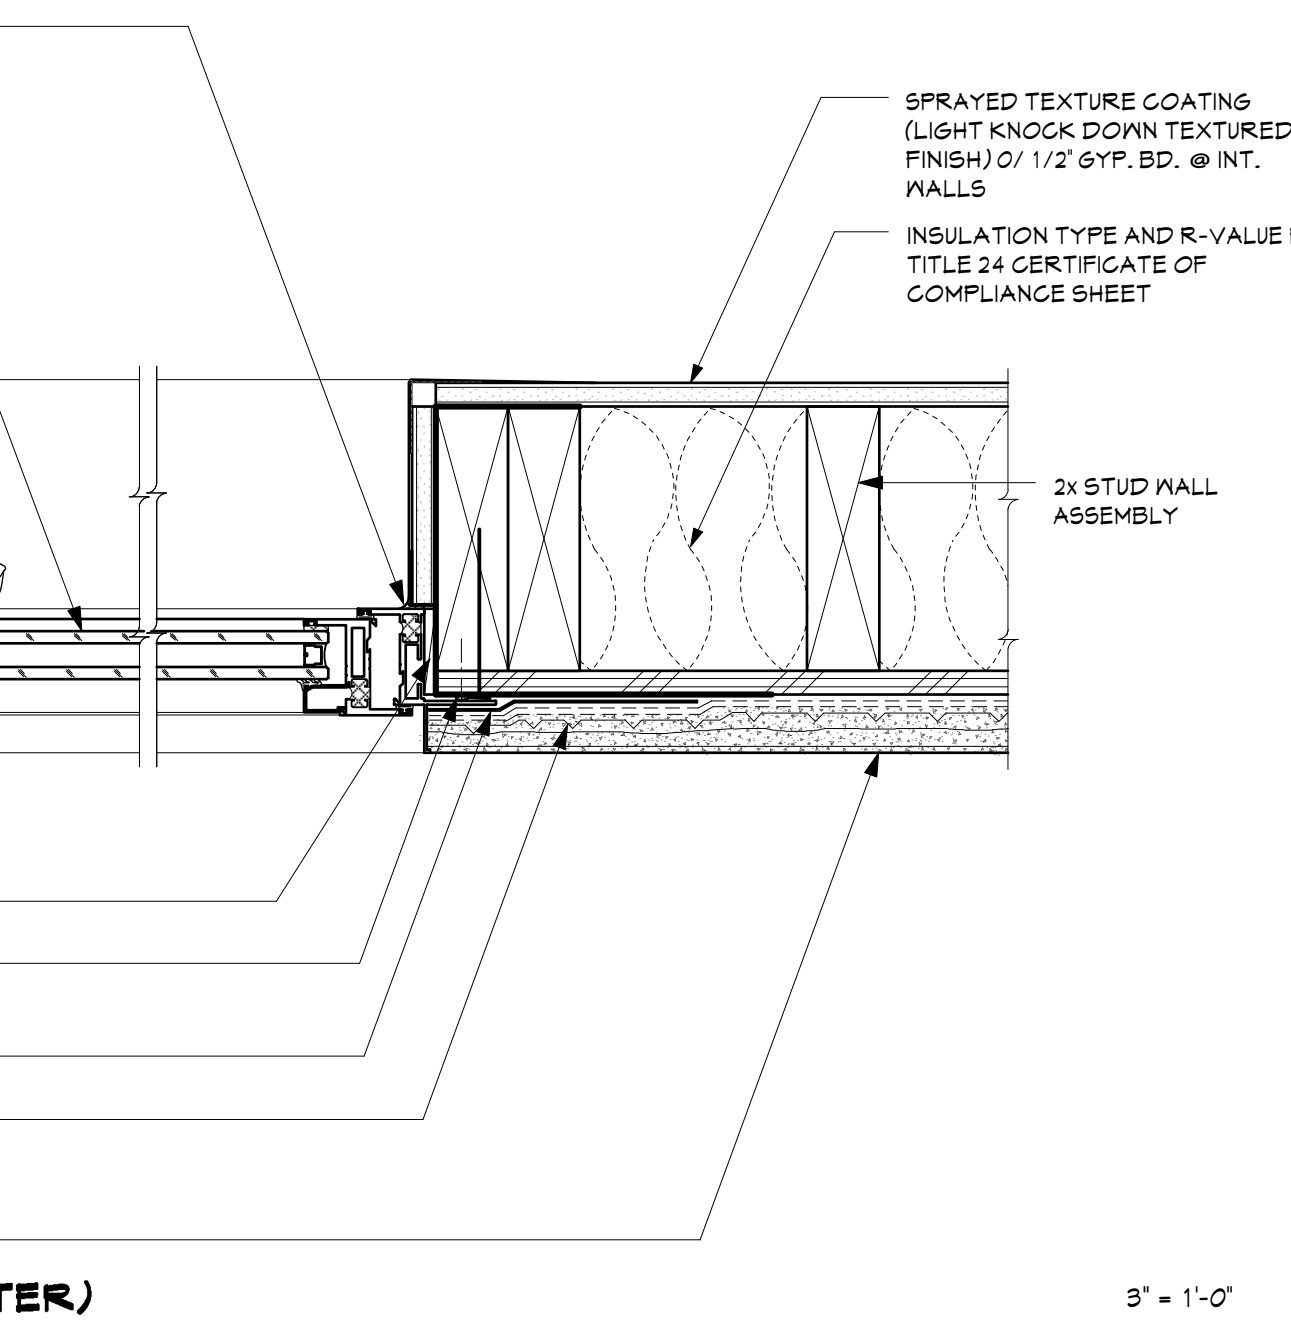 SPRAYED TEXTURE COATING
(LIGHT KNOCK DOWN TEXTURED
FINISH) O/ 1/2" GYP. BD. @ INT.
WALLS
INSULATION TYPE AND R-VALUE
TITLE 24 CERTIFICATE OF
COMPLIANCE SHEET
2x STUD WALL
ASSEMBLY
TER)
3" = 1'-0"